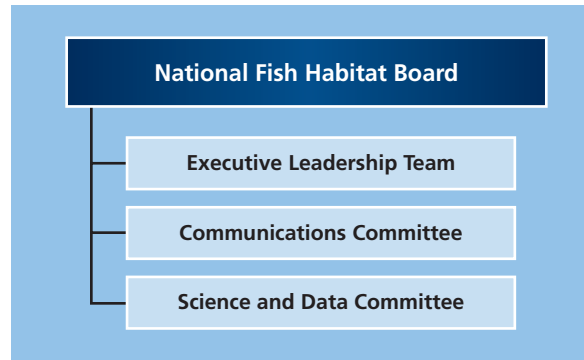 National Fish Habitat Board
Executive Leadership Team
Communications Committee
Science and Data Committee